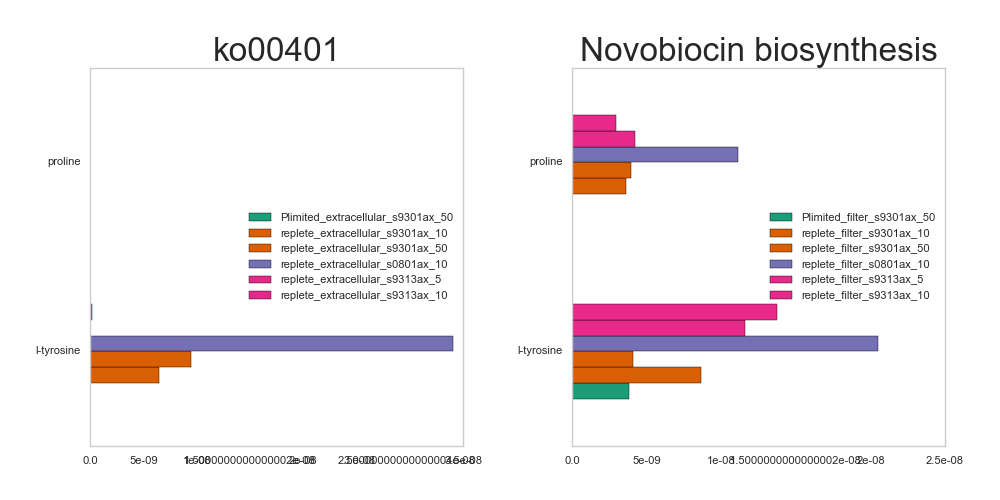 ko00401
Novobiocin biosynthesis
proline
l-tyrosine
Plimited_extracellular_s9301ax_50
replete_extracellular_s9301ax_10
replete_extracellular_s9301ax_50
replete_extracellular_s0801ax_10
replete_extracellular_s9313ax_5
replete_extracellular_s9313ax_10
0.0
5e-09
proline
l-tyrosine
Plimited_filter_s9301ax_50
replete_filter_s9301ax_10
replete_filter_s9301ax_50
replete_filter_s0801ax_10
replete_filter_s9313ax_5
replete_filter_s9313ax_10
0.0 5e-09 1e-08 1.5000000000000002e-08 2e-08 2.5e-08